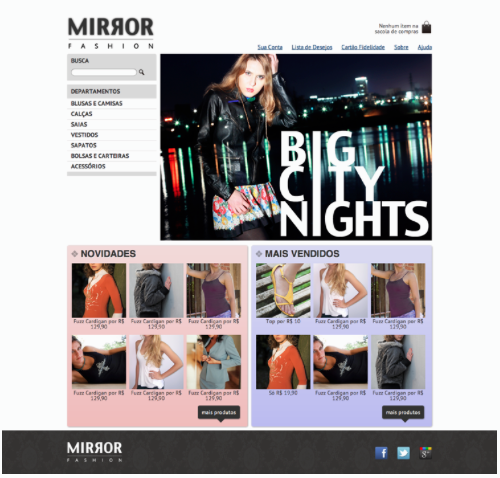 MIRROR
FASHION
Nenhum item na
sacola de compras
Sua Conta Lista de Desejos Cartão Fidelidade Sobre Ajuda
BUSCA
DEPARTAMENTOS
BLUSAS E CAMISAS
CALÇAS
SAIAS
VESTIDOS
SAPATOS
BOLSAS E CARTEIRAS
ACESSÓRIOS
BIG
CITY
NIGHTS
NOVIDADES
Fuzz Cardigan por R$
129,90
Fuzz Cardigan por R$
129,90
Fuzz Cardigan por R$
129,90
Fuzz Cardigan por R$
129,90
Fuzz Cardigan por R$
129,90
Fuzz Cardigan por R$
129,90
mais produtos
MAIS VENDIDOS
Top por R$ 10
Fuzz Cardigan por R$
129,90
Fuzz Cardigan por R$
129,90
Só R$ 19,90
Fuzz Cardigan por R$
129,90
Fuzz Cardigan por R$
129,90
mais produtos
MIRROR
FASHION